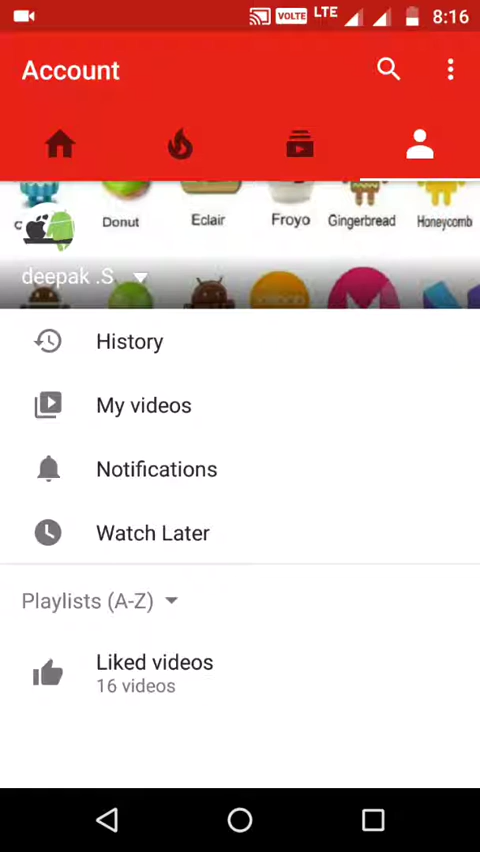 VOLTE LTE 8:16
Account
Donut Eclair Froyo Gingerbread Honeycomb
deepak .S
History
My videos
Notifications
Watch Later
Playlists (A-Z)
Liked videos
16 videos